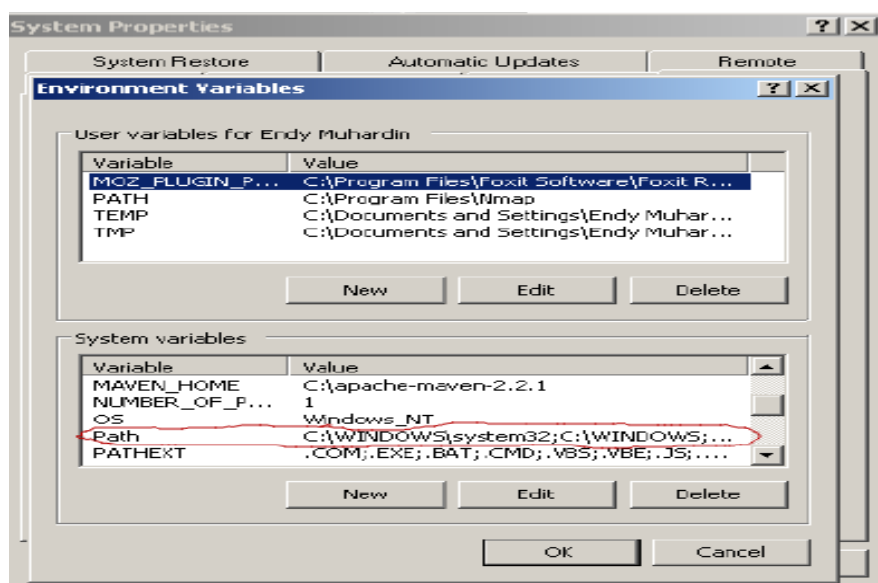 System Properties
System Restore Automatic Updates Remote
Environment Variables
User variables for Endy Muhardin
Variable Value
MOZ_PLUGIN_P... C:\Program Files\Foxit Software\Foxit R...
PATH C:\Program Files\Nmap
TEMP C:\Documents and Settings\Endy Muhar...
TMP C:\Documents and Settings\Endy Muhar...
New Edit Delete
System variables
Variable Value
MAVEN_HOME C:\apache-maven-2.2.1
NUMBER_OF_P... 1
OS Windows_NT
Path C:\WINDOWS\system32;C:\WINDOWS;...
PATHEXT .COM;.EXE;.BAT;.CMD;.VBS;.VBE;.JS;....
New Edit Delete
OK Cancel